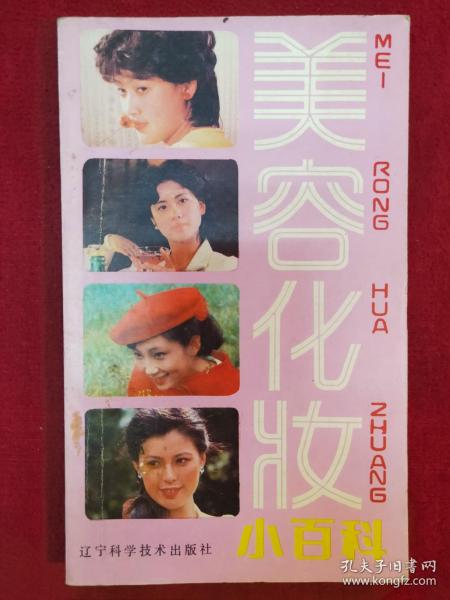 美容化妆
MEI RONG HUA ZHUANG
小百科
辽宁科学技术出版社
孔夫子旧书网
www.kongfz.com